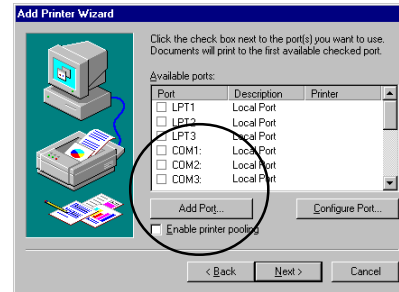 Add Printer Wizard
Click the check box next to the port(s) you want to use.
Documents will print to the first available checked port.
Available ports:
Port Description Printer
LPT1 Local Port
LPT2 Local Port
LPT3 Local Port
COM1: Local Port
COM2: Local Port
COM3: Local Port
Add Port... Configure Port...
Enable printer pooling
< Back Next > Cancel